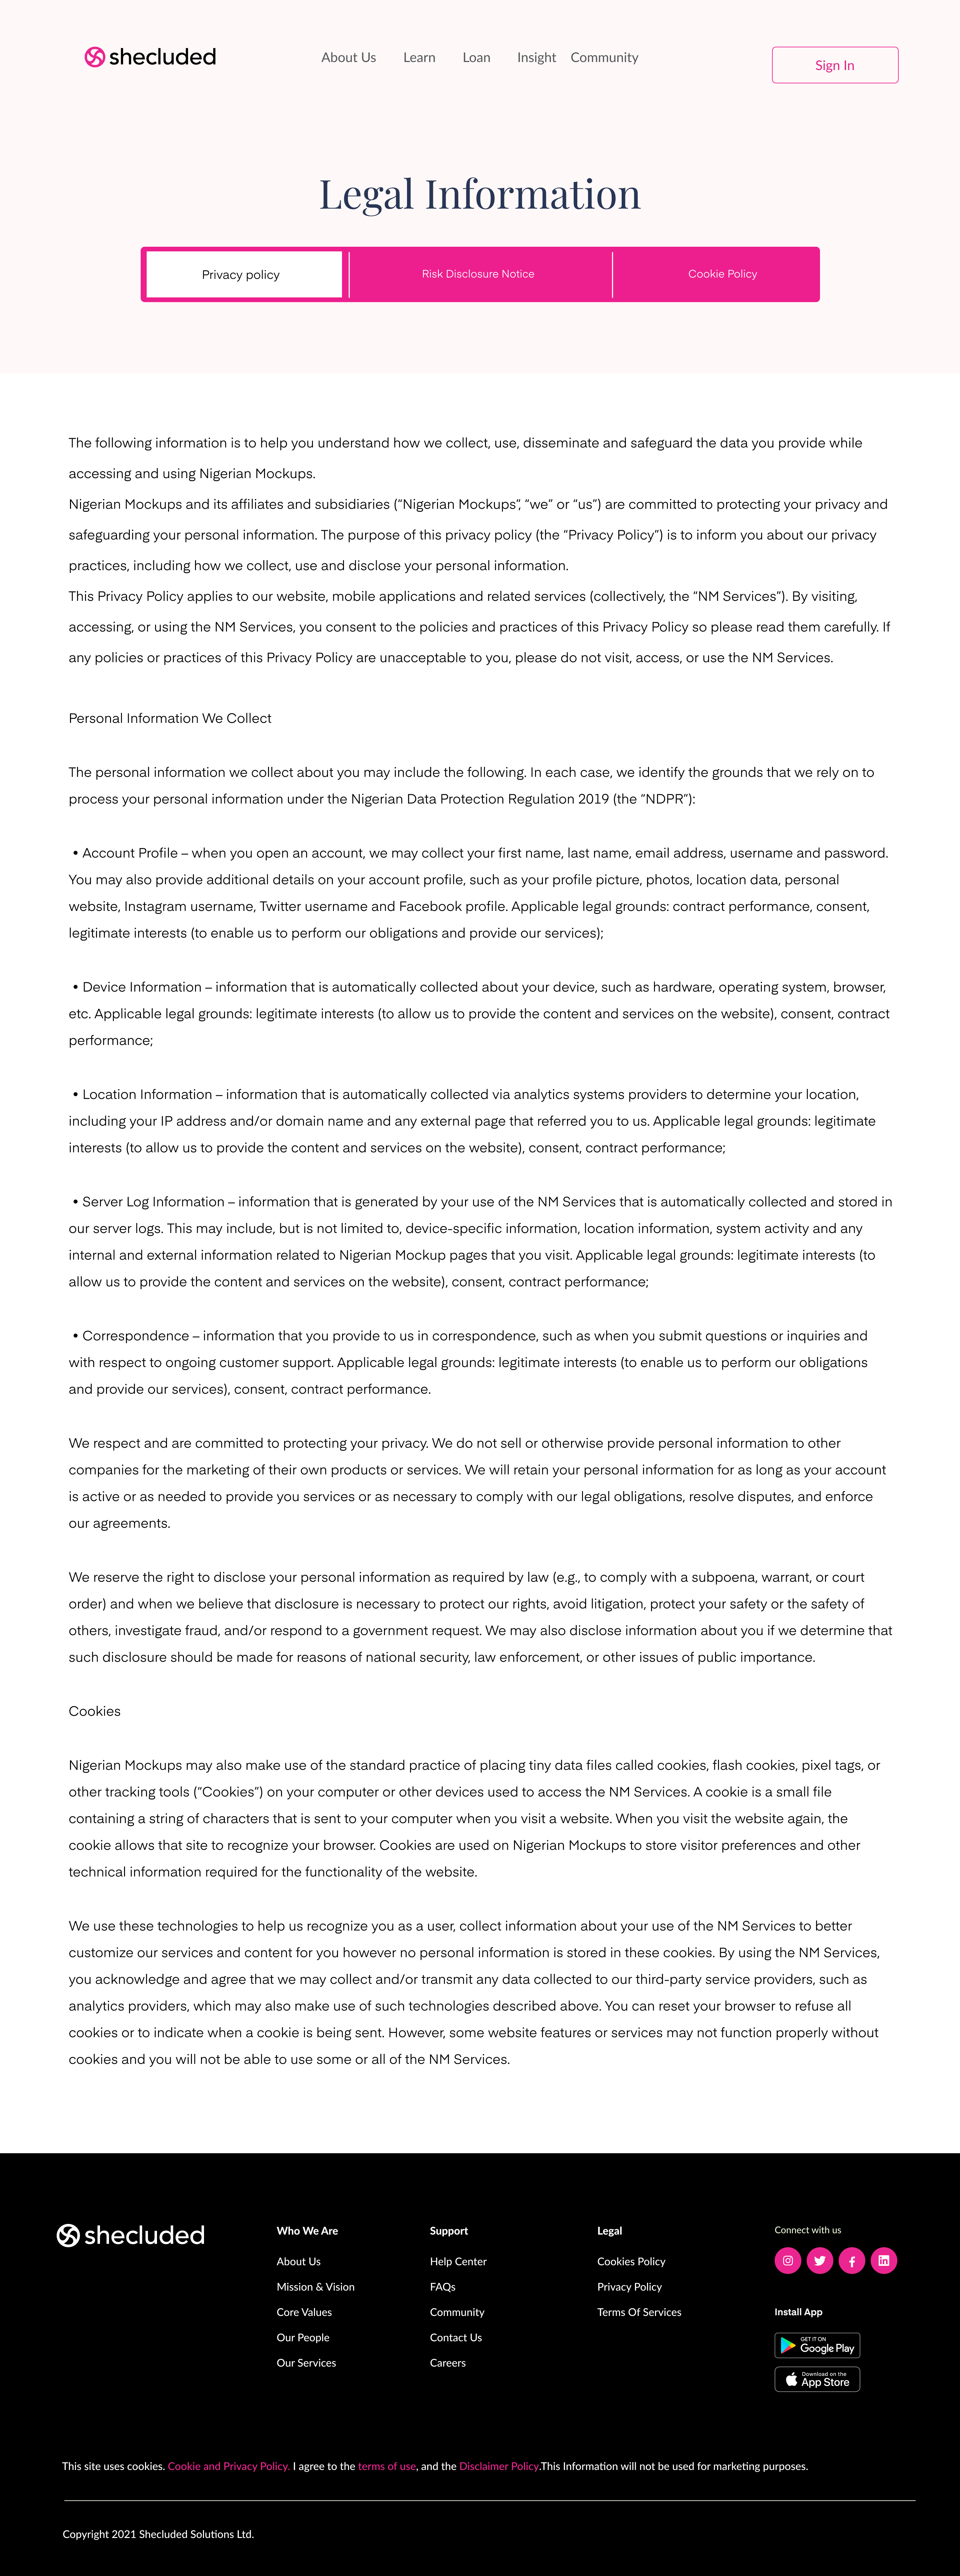 shecluded
About Us Learn Loan Insight Community
Sign In
Legal Information
Privacy policy Risk Disclosure Notice Cookie Policy
The following information is to help you understand how we collect, use, disseminate and safeguard the data you provide while
accessing and using Nigerian Mockups.
Nigerian Mockups and its affiliates and subsidiaries (“Nigerian Mockups”, “we” or “us”) are committed to protecting your privacy and
safeguarding your personal information. The purpose of this privacy policy (the “Privacy Policy”) is to inform you about our privacy
practices, including how we collect, use and disclose your personal information.
This Privacy Policy applies to our website, mobile applications and related services (collectively, the “NM Services”). By visiting,
accessing, or using the NM Services, you consent to the policies and practices of this Privacy Policy so please read them carefully. If
any policies or practices of this Privacy Policy are unacceptable to you, please do not visit, access, or use the NM Services.
Personal Information We Collect
The personal information we collect about you may include the following. In each case, we identify the grounds that we rely on to
process your personal information under the Nigerian Data Protection Regulation 2019 (the “NDPR”):
• Account Profile – when you open an account, we may collect your first name, last name, email address, username and password.
You may also provide additional details on your account profile, such as your profile picture, photos, location data, personal
website, Instagram username, Twitter username and Facebook profile. Applicable legal grounds: contract performance, consent,
legitimate interests (to enable us to perform our obligations and provide our services);
• Device Information – information that is automatically collected about your device, such as hardware, operating system, browser,
etc. Applicable legal grounds: legitimate interests (to allow us to provide the content and services on the website), consent, contract
performance;
• Location Information – information that is automatically collected via analytics systems providers to determine your location,
including your IP address and/or domain name and any external page that referred you to us. Applicable legal grounds: legitimate
interests (to allow us to provide the content and services on the website), consent, contract performance;
• Server Log Information – information that is generated by your use of the NM Services that is automatically collected and stored in
our server logs. This may include, but is not limited to, device-specific information, location information, system activity and any
internal and external information related to Nigerian Mockup pages that you visit. Applicable legal grounds: legitimate interests (to
allow us to provide the content and services on the website), consent, contract performance;
• Correspondence – information that you provide to us in correspondence, such as when you submit questions or inquiries and
with respect to ongoing customer support. Applicable legal grounds: legitimate interests (to enable us to perform our obligations
and provide our services), consent, contract performance.
We respect and are committed to protecting your privacy. We do not sell or otherwise provide personal information to other
companies for the marketing of their own products or services. We will retain your personal information for as long as your account
is active or as needed to provide you services or as necessary to comply with our legal obligations, resolve disputes, and enforce
our agreements.
We reserve the right to disclose your personal information as required by law (e.g., to comply with a subpoena, warrant, or court
order) and when we believe that disclosure is necessary to protect our rights, avoid litigation, protect your safety or the safety of
others, investigate fraud, and/or respond to a government request. We may also disclose information about you if we determine that
such disclosure should be made for reasons of national security, law enforcement, or other issues of public importance.
Cookies
Nigerian Mockups may also make use of the standard practice of placing tiny data files called cookies, flash cookies, pixel tags, or
other tracking tools (“Cookies”) on your computer or other devices used to access the NM Services. A cookie is a small file
containing a string of characters that is sent to your computer when you visit a website. When you visit the website again, the
cookie allows that site to recognize your browser. Cookies are used on Nigerian Mockups to store visitor preferences and other
technical information required for the functionality of the website.
We use these technologies to help us recognize you as a user, collect information about your use of the NM Services to better
customize our services and content for you however no personal information is stored in these cookies. By using the NM Services,
you acknowledge and agree that we may collect and/or transmit any data collected to our third-party service providers, such as
analytics providers, which may also make use of such technologies described above. You can reset your browser to refuse all
cookies or to indicate when a cookie is being sent. However, some website features or services may not function properly without
cookies and you will not be able to use some or all of the NM Services.
shecluded
Who We Are
About Us
Mission & Vision
Core Values
Our People
Our Services
Support
Help Center
FAQs
Community
Contact Us
Careers
Legal
Cookies Policy
Privacy Policy
Terms Of Services
Connect with us
Install App
GET IT ON
Google Play
Download on the
App Store
This site uses cookies. Cookie and Privacy Policy. I agree to the terms of use, and the Disclaimer Policy.This Information will not be used for marketing purposes.
Copyright 2021 Shecluded Solutions Ltd.